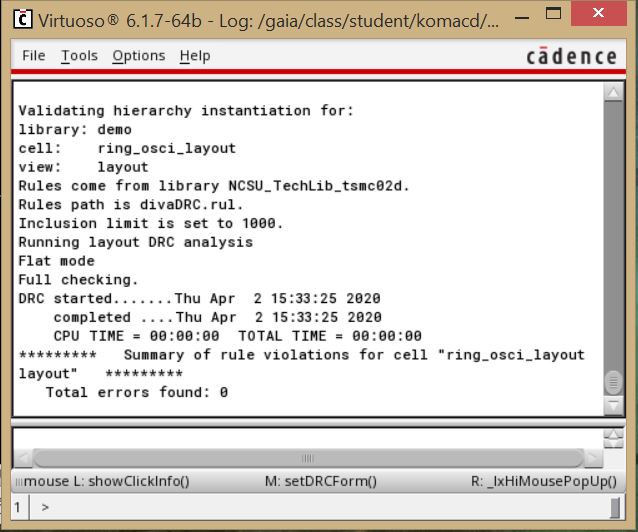 Virtuoso® 6.1.7-64b - Log: /gaia/class/student/komacd/...
File Tools Options Help
cādence
Validating hierarchy instantiation for:
library: demo
cell:    ring_osci_layout
view:    layout
Rules come from library NCSU_TechLib_tsmc02d.
Rules path is divaDRC.rul.
Inclusion limit is set to 1000.
Running layout DRC analysis
Flat mode
Full checking.
DRC started.......Thu Apr  2 15:33:25 2020
    completed ....Thu Apr  2 15:33:25 2020
    CPU TIME = 00:00:00  TOTAL TIME = 00:00:00
*********   Summary of rule violations for cell "ring_osci_layout
layout"   *********
   Total errors found: 0
mouse L: showClickInfo() M: setDRCForm() R: _lxHiMousePopUp()
1 >